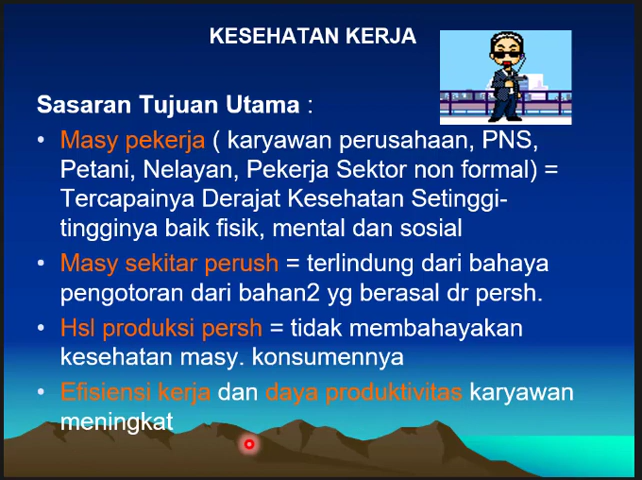 KESEHATAN KERJA
Sasaran Tujuan Utama :
• Masy pekerja ( karyawan perusahaan, PNS,
Petani, Nelayan, Pekerja Sektor non formal) =
Tercapainya Derajat Kesehatan Setinggi-
tingginya baik fisik, mental dan sosial
• Masy sekitar perush = terlindung dari bahaya
pengotoran dari bahan2 yg berasal dr persh.
• Hsl produksi persh = tidak membahayakan
kesehatan masy. konsumennya
• Efisiensi kerja dan daya produktivitas karyawan
meningkat